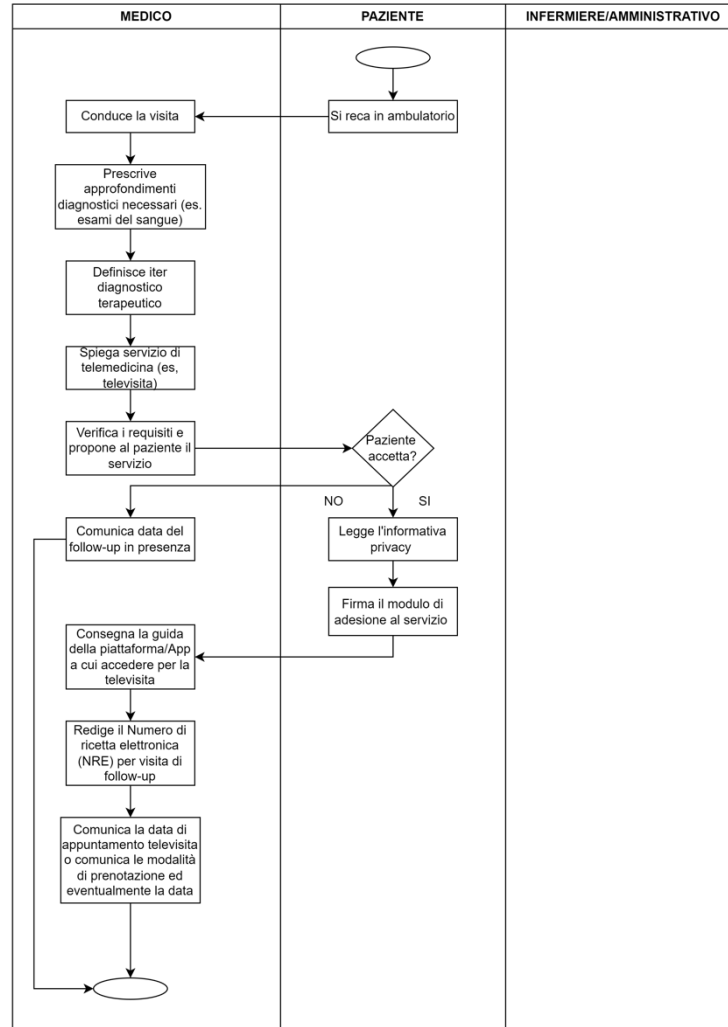 MEDICO
PAZIENTE
INFERMIERE/AMMINISTRATIVO
Si reca in ambulatorio
Conduce la visita
Prescrive
approfondimenti
diagnostici necessari (es.
esami del sangue)
Definisce iter
diagnostico
terapeutico
Spiega servizio di
telemedicina (es,
televisita)
Verifica i requisiti e
propone al paziente il
servizio
Paziente
accetta?
NO
SI
Comunica data del
follow-up in presenza
Legge l'informativa
privacy
Firma il modulo di
adesione al servizio
Consegna la guida
della piattaforma/App
a cui accedere per la
televisita
Redige il Numero di
ricetta elettronica
(NRE) per visita di
follow-up
Comunica la data di
appuntamento televisita
o comunica le modalità
di prenotazione ed
eventualmente la data